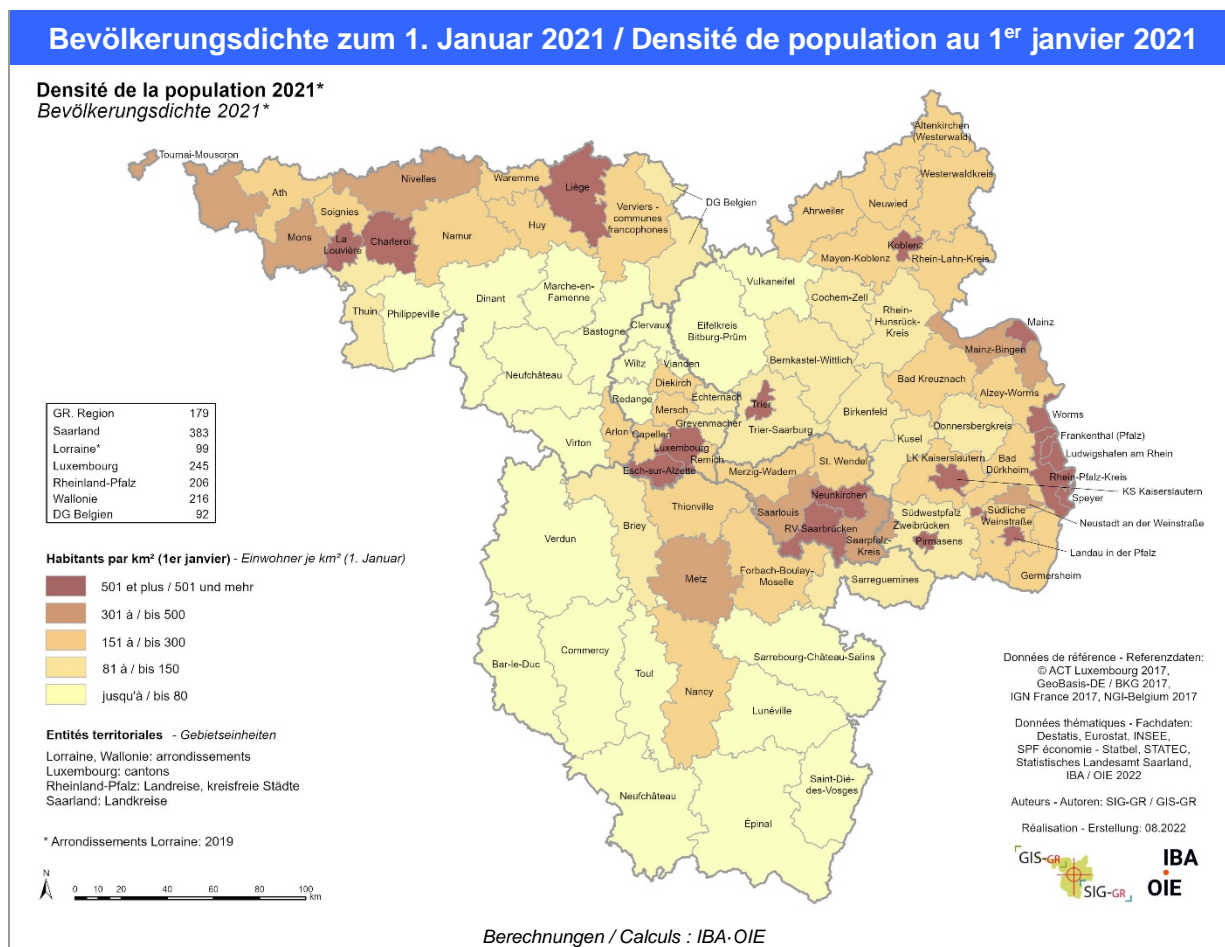 Bevölkerungsdichte zum 1. Januar 2021 / Densité de population au 1er janvier 2021
Densité de la population 2021*
Bevölkerungsdichte 2021*
Tournai-Mouscron
Ath
Nivelles
Waremme
Liège
Soignies
Mons
La
Louvière
Charleroi
Namur
Huy
Verviers -
communes
francophones
DG Belgien
Thuin
Philippeville
Dinant
Marche-en-
Famenne
Bastogne
Neufchâteau
Virton
Arlon
Clervaux
Wiltz
Vianden
Diekirch
Redange
Mersch
Echternach
Grevenmacher
Capellen
Luxembourg
Remich
Esch-sur-Alzette
Altenkirchen
(Westerwald)
Westerwaldkreis
Neuwied
Ahrweiler
Koblenz
Mayen-Koblenz
Rhein-Lahn-Kreis
Vulkaneifel
Cochem-Zell
Eifelkreis
Bitburg-Prüm
Rhein-
Hunsrück-
Kreis
Bernkastel-Wittlich
Mainz
Mainz-Bingen
Bad Kreuznach
Alzey-Worms
Trier
Trier-Saarburg
Birkenfeld
Donnersbergkreis
Kusel
Worms
Frankenthal (Pfalz)
Ludwigshafen am Rhein
Rhein-Pfalz-Kreis
Speyer
LK Kaiserslautern
Bad
Dürkheim
KS Kaiserslautern
Neustadt an der Weinstraße
Südliche
Weinstraße
Landau in der Pfalz
Germersheim
Südwestpfalz
Zweibrücken
Pirmasens
Merzig-Wadern
St. Wendel
Neunkirchen
Saarlouis
RV Saarbrücken
Saarpfalz-
Kreis
Thionville
Briey
Verdun
Metz
Forbach-Boulay-
Moselle
Sarreguemines
Sarrebourg-Château-Salins
Bar-le-Duc
Commercy
Toul
Nancy
Lunéville
Saint-Dié-
des-Vosges
Neufchâteau
Épinal
GR. Region 179
Saarland 383
Lorraine* 99
Luxembourg 245
Rheinland-Pfalz 206
Wallonie 216
DG Belgien 92
Habitants par km² (1er janvier) - Einwohner je km² (1. Januar)
501 et plus / 501 und mehr
301 à / bis 500
151 à / bis 300
81 à / bis 150
jusqu'à / bis 80
Entités territoriales - Gebietseinheiten
Lorraine, Wallonie: arrondissements
Luxembourg: cantons
Rheinland-Pfalz: Landreise, kreisfreie Städte
Saarland: Landkreise
* Arrondissements Lorraine: 2019
N
0 10 20 40 60 80 100
km
Données de référence - Referenzdaten:
© ACT Luxembourg 2017,
GeoBasis-DE / BKG 2017,
IGN France 2017, NGI-Belgium 2017
Données thématiques - Fachdaten:
Destatis, Eurostat, INSEE,
SPF économie - Statbel, STATEC,
Statistisches Landesamt Saarland,
IBA / OIE 2022
Auteurs - Autoren: SIG-GR / GIS-GR
Réalisation - Erstellung: 08.2022
GIS-GR
SIG-GR
IBA
OIE
Berechnungen / Calculs : IBA·OIE